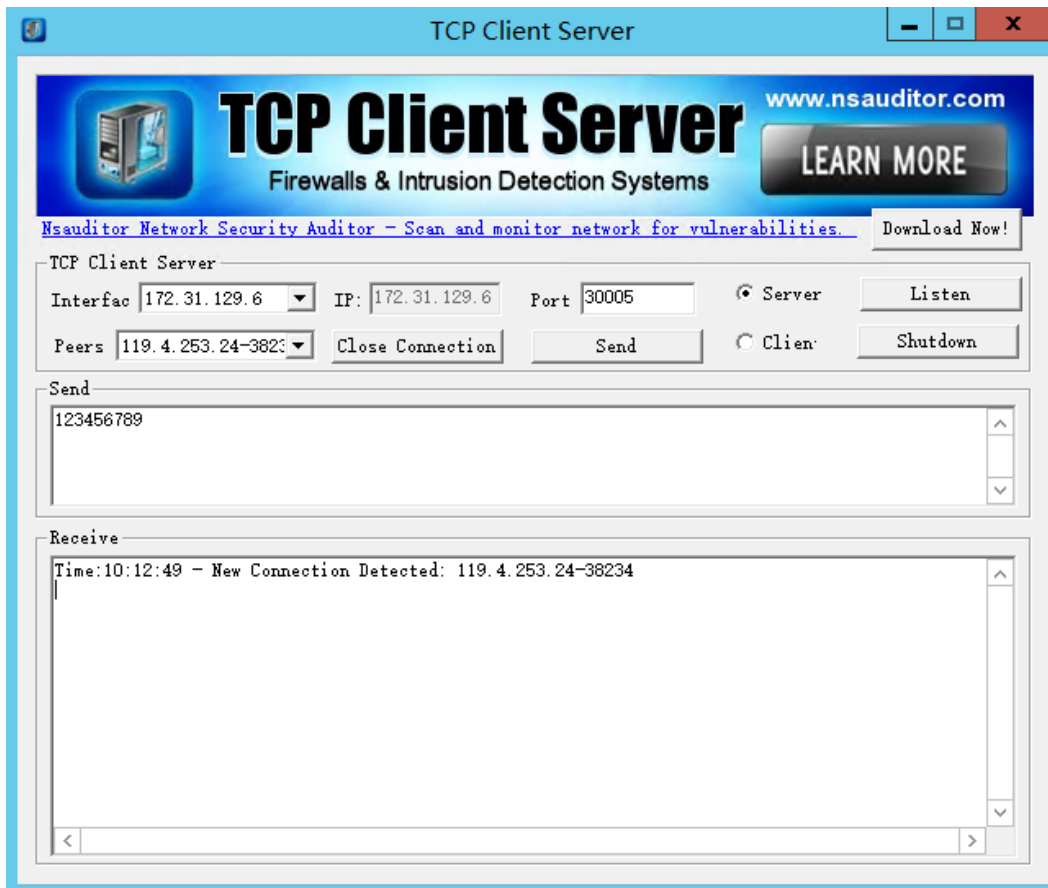 TCP Client Server
TCP Client Server
www.nsauditor.com
Firewalls & Intrusion Detection Systems
LEARN MORE
Nsauditor Network Security Auditor - Scan and monitor network for vulnerabilities.
Download Now!
TCP Client Server
Interfac 172.31.129.6 IP: 172.31.129.6 Port 30005 Server Listen
Peers 119.4.253.24-3823 Close Connection Send Clien Shutdown
Send
123456789
Receive
Time:10:12:49 - New Connection Detected: 119.4.253.24-38234